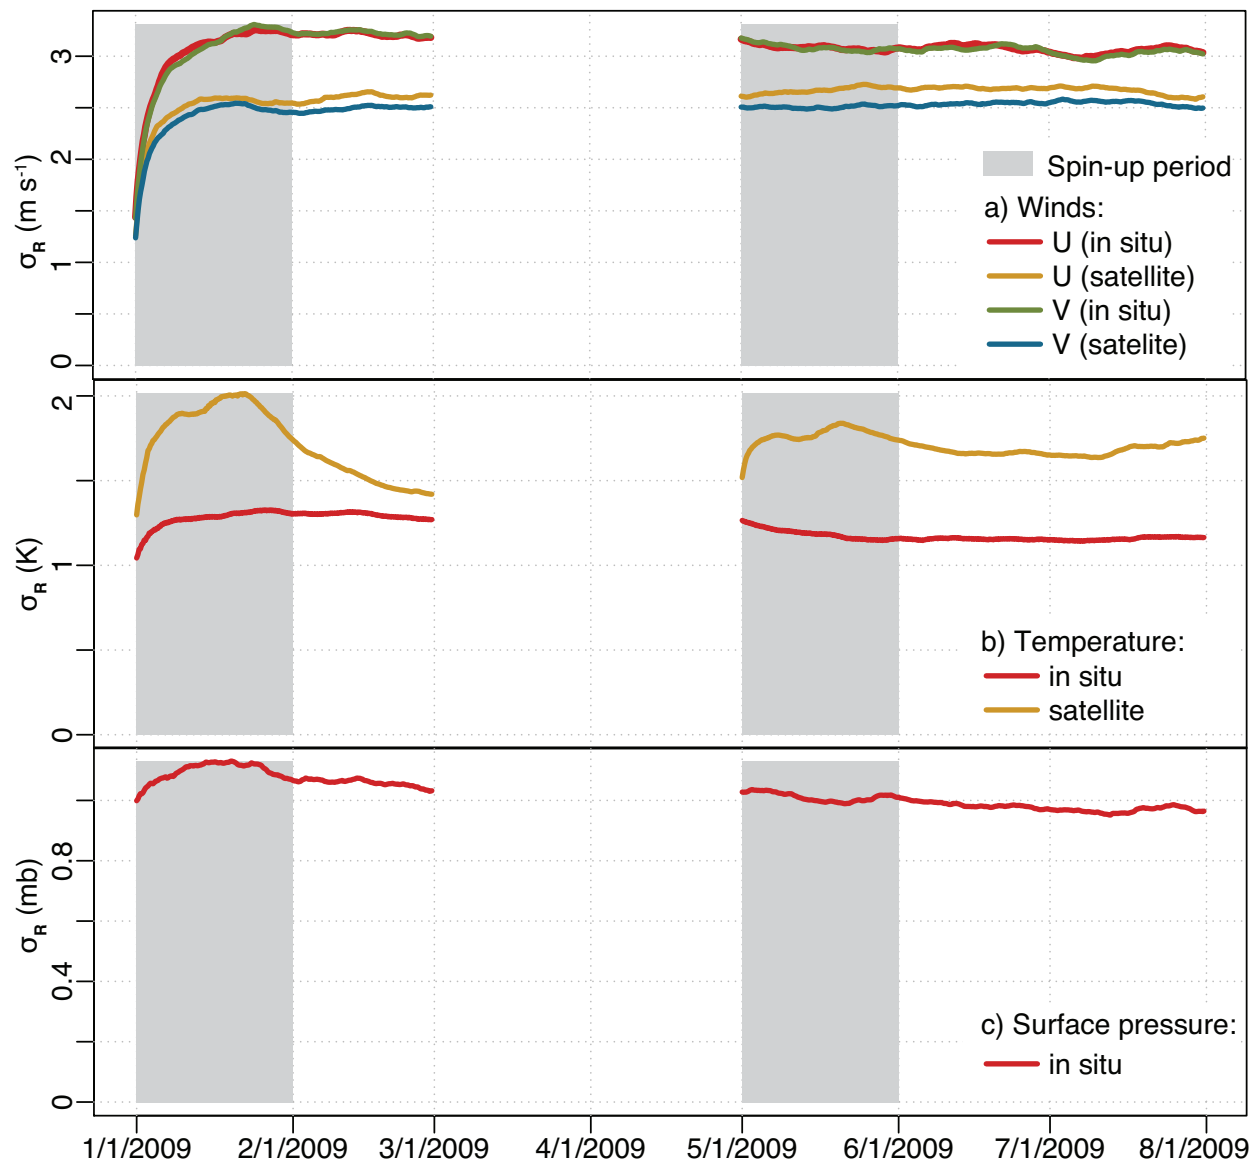 3
2
1
0
σR (m s-1)
Spin-up period
a) Winds:
U (in situ)
U (satellite)
V (in situ)
V (satelite)
2
1
0
σR (K)
b) Temperature:
in situ
satellite
0.8
0.4
0
σR (mb)
c) Surface pressure:
in situ
1/1/2009 2/1/2009 3/1/2009 4/1/2009 5/1/2009 6/1/2009 7/1/2009 8/1/2009